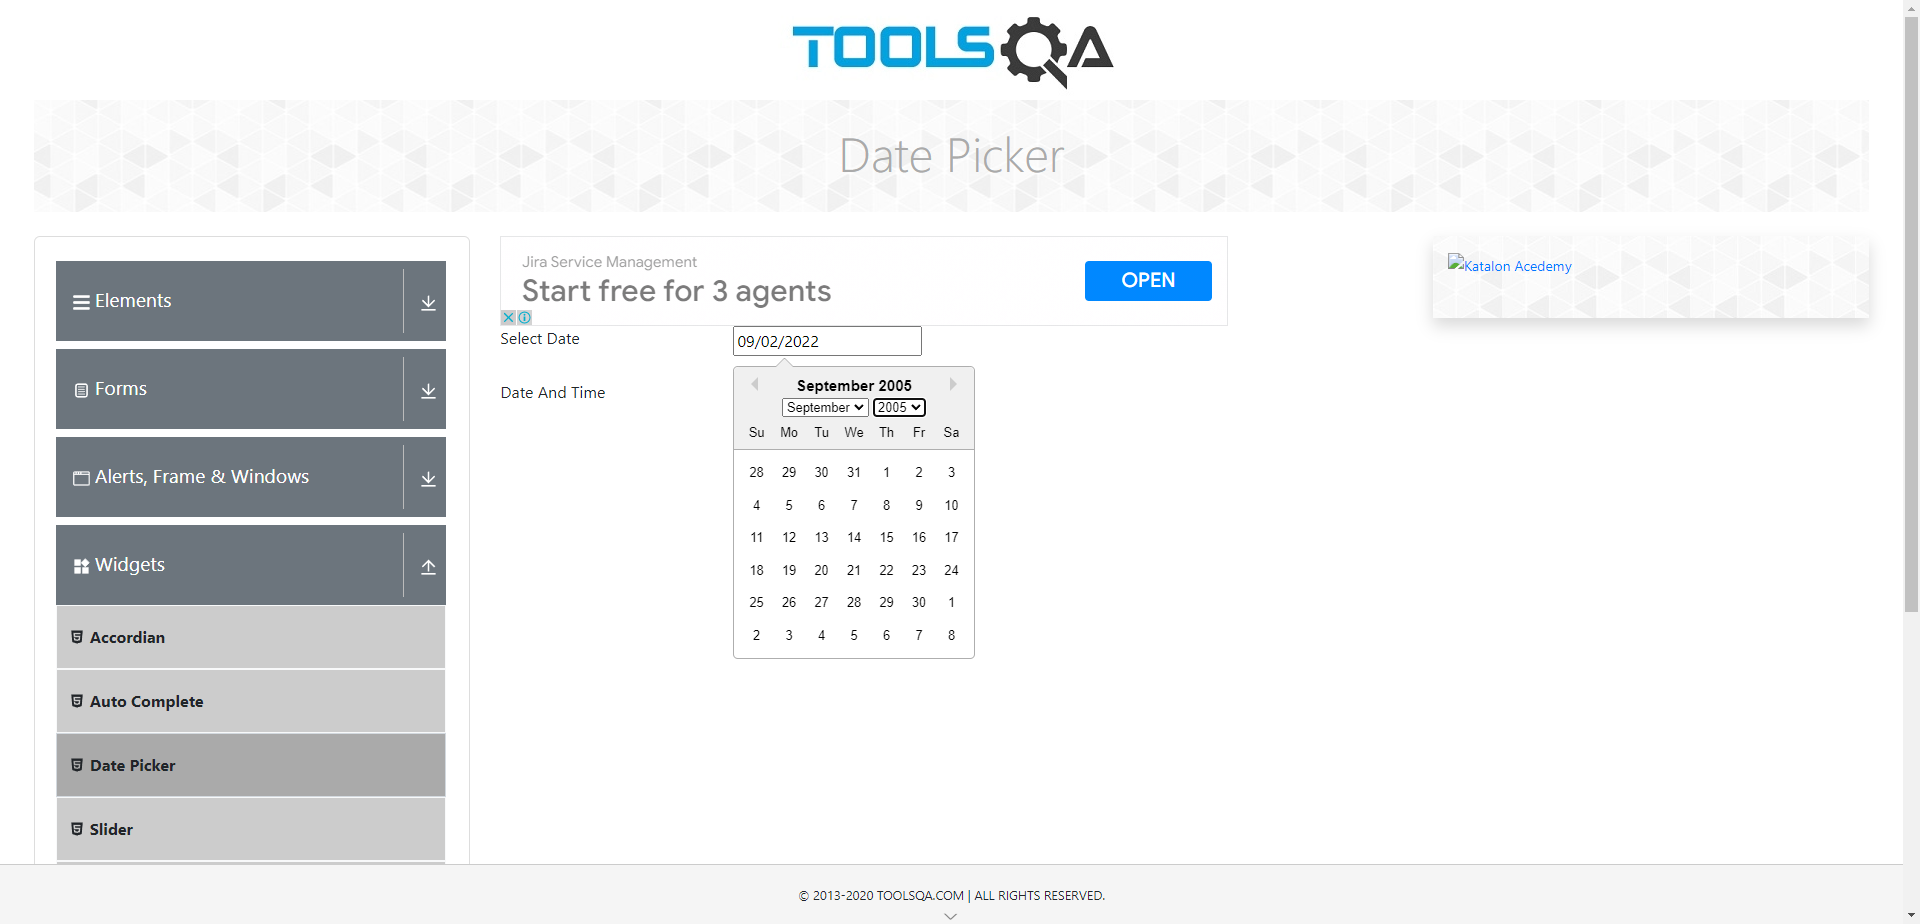 TOOLSQA
Date Picker
Elements
Forms
Alerts, Frame & Windows
Widgets
Accordian
Auto Complete
Date Picker
Slider
Jira Service Management
Start free for 3 agents
OPEN
Select Date
09/02/2022
Date And Time
September 2005
September 2005
Su Mo Tu We Th Fr Sa
28 29 30 31 1 2 3
4 5 6 7 8 9 10
11 12 13 14 15 16 17
18 19 20 21 22 23 24
25 26 27 28 29 30 1
2 3 4 5 6 7 8
Katalon Acedemy
© 2013-2020 TOOLSQA.COM | ALL RIGHTS RESERVED.